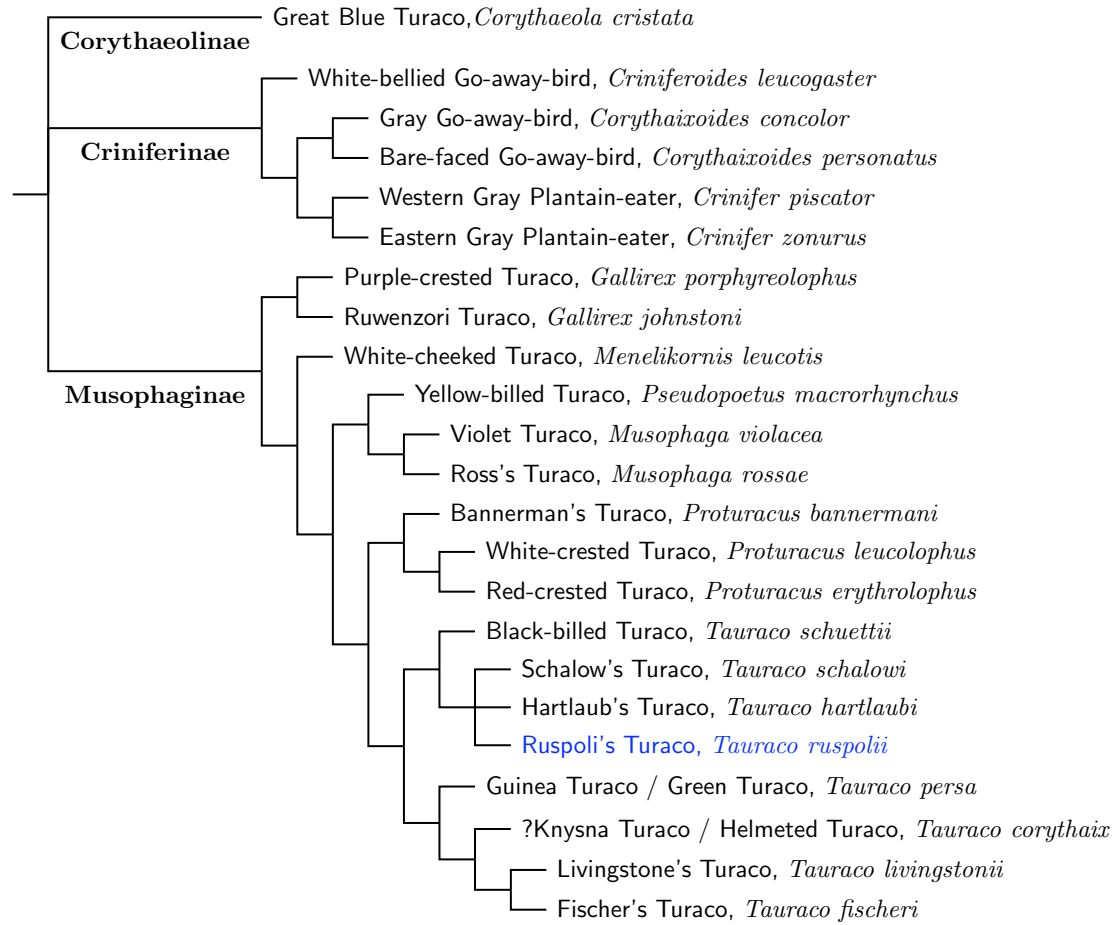 Great Blue Turaco,Corythaeola cristata
Corythaeolinae
White-bellied Go-away-bird, Criniferoides leucogaster
Gray Go-away-bird, Corythaixoides concolor
Criniferinae
Bare-faced Go-away-bird, Corythaixoides personatus
Western Gray Plantain-eater, Crinifer piscator
Eastern Gray Plantain-eater, Crinifer zonurus
Purple-crested Turaco, Gallirex porphyreolophus
Ruwenzori Turaco, Gallirex johnstoni
White-cheeked Turaco, Menelikornis leucotis
Musophaginae
Yellow-billed Turaco, Pseudopoetus macrorhynchus
Violet Turaco, Musophaga violacea
Ross's Turaco, Musophaga rossae
Bannerman's Turaco, Proturacus bannermani
White-crested Turaco, Proturacus leucolophus
Red-crested Turaco, Proturacus erythrolophus
Black-billed Turaco, Tauraco schuettii
Schalow's Turaco, Tauraco schalowi
Hartlaub's Turaco, Tauraco hartlaubi
Ruspoli's Turaco, Tauraco ruspolii
Guinea Turaco / Green Turaco, Tauraco persa
?Knysna Turaco / Helmeted Turaco, Tauraco corythaix
Livingstone's Turaco, Tauraco livingstonii
Fischer's Turaco, Tauraco fischeri